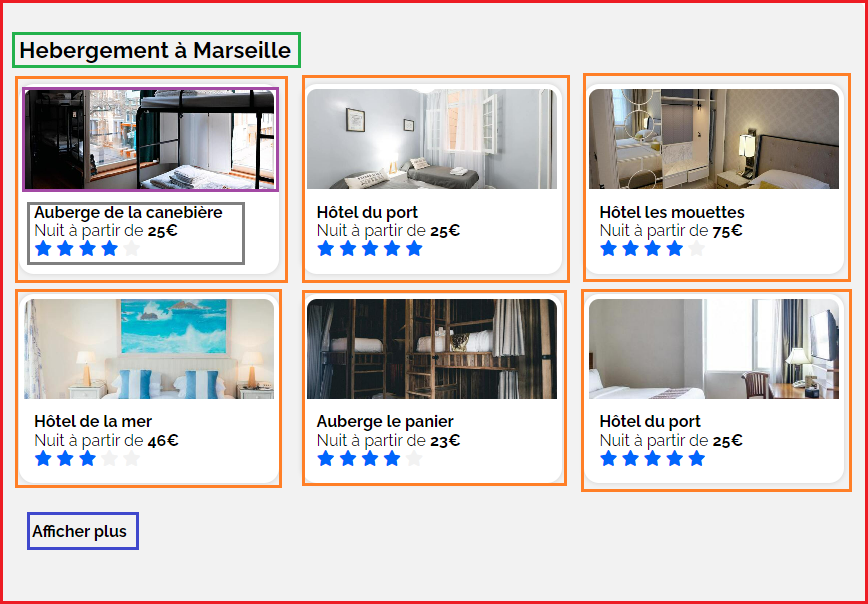 Hebergement à Marseille
Auberge de la canebière
Nuit à partir de 25€
Hôtel du port
Nuit à partir de 25€
Hôtel les mouettes
Nuit à partir de 75€
Hôtel de la mer
Nuit à partir de 46€
Auberge le panier
Nuit à partir de 23€
Hôtel du port
Nuit à partir de 25€
Afficher plus